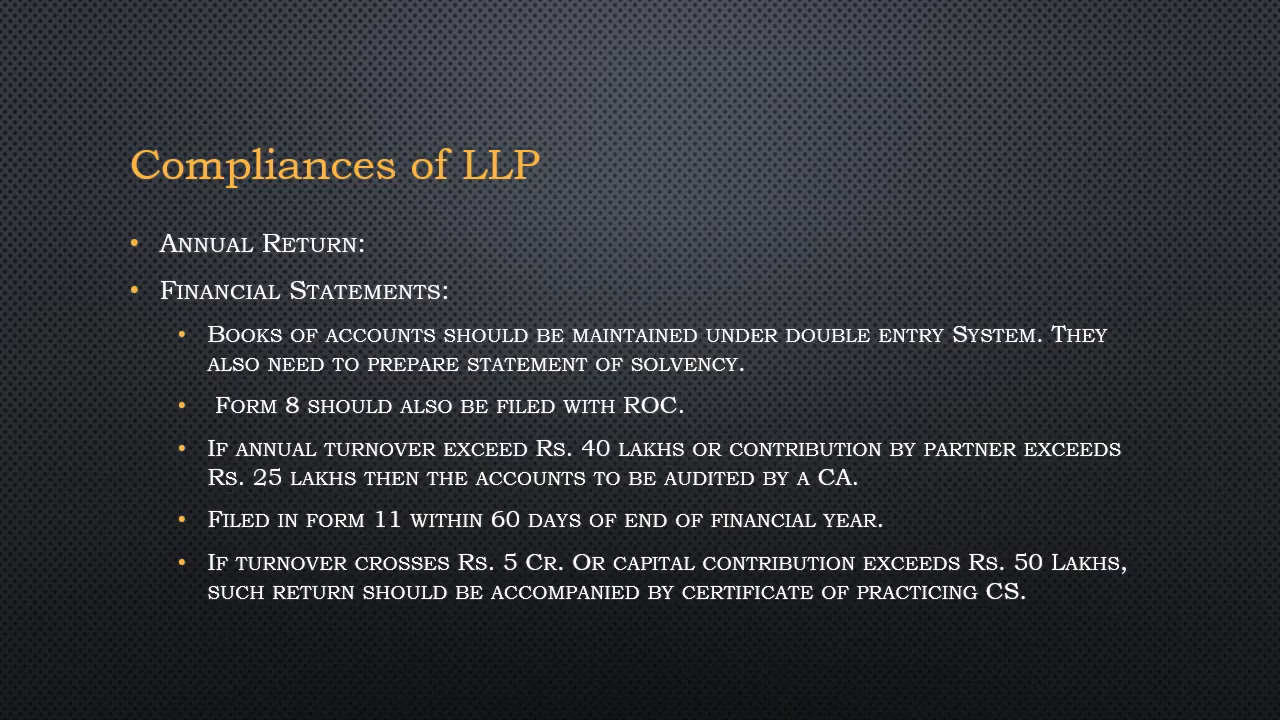 Compliances of LLP
• Annual Return:
• Financial Statements:
• Books of accounts should be maintained under double entry System. They
also need to prepare statement of solvency.
• Form 8 should also be filed with ROC.
• If annual turnover exceed Rs. 40 lakhs or contribution by partner exceeds
Rs. 25 lakhs then the accounts to be audited by a CA.
• Filed in form 11 within 60 days of end of financial year.
• If turnover crosses Rs. 5 Cr. Or capital contribution exceeds Rs. 50 Lakhs,
such return should be accompanied by certificate of practicing CS.